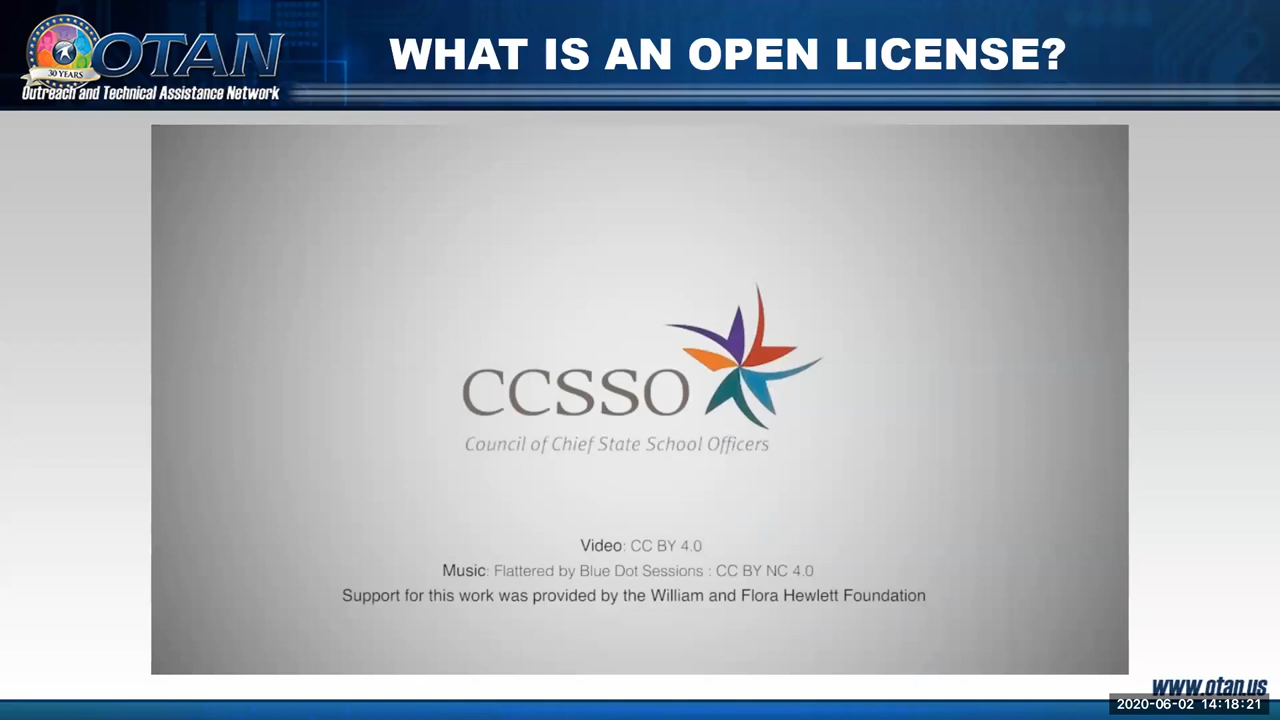 OTAN
30 YEARS
Outreach and Technical Assistance Network
WHAT IS AN OPEN LICENSE?
CCSSO
Council of Chief State School Officers
Video: CC BY 4.0
Music: Flattered by Blue Dot Sessions : CC BY NC 4.0
Support for this work was provided by the William and Flora Hewlett Foundation
www.otan.us
2020-06-02 14:18:21